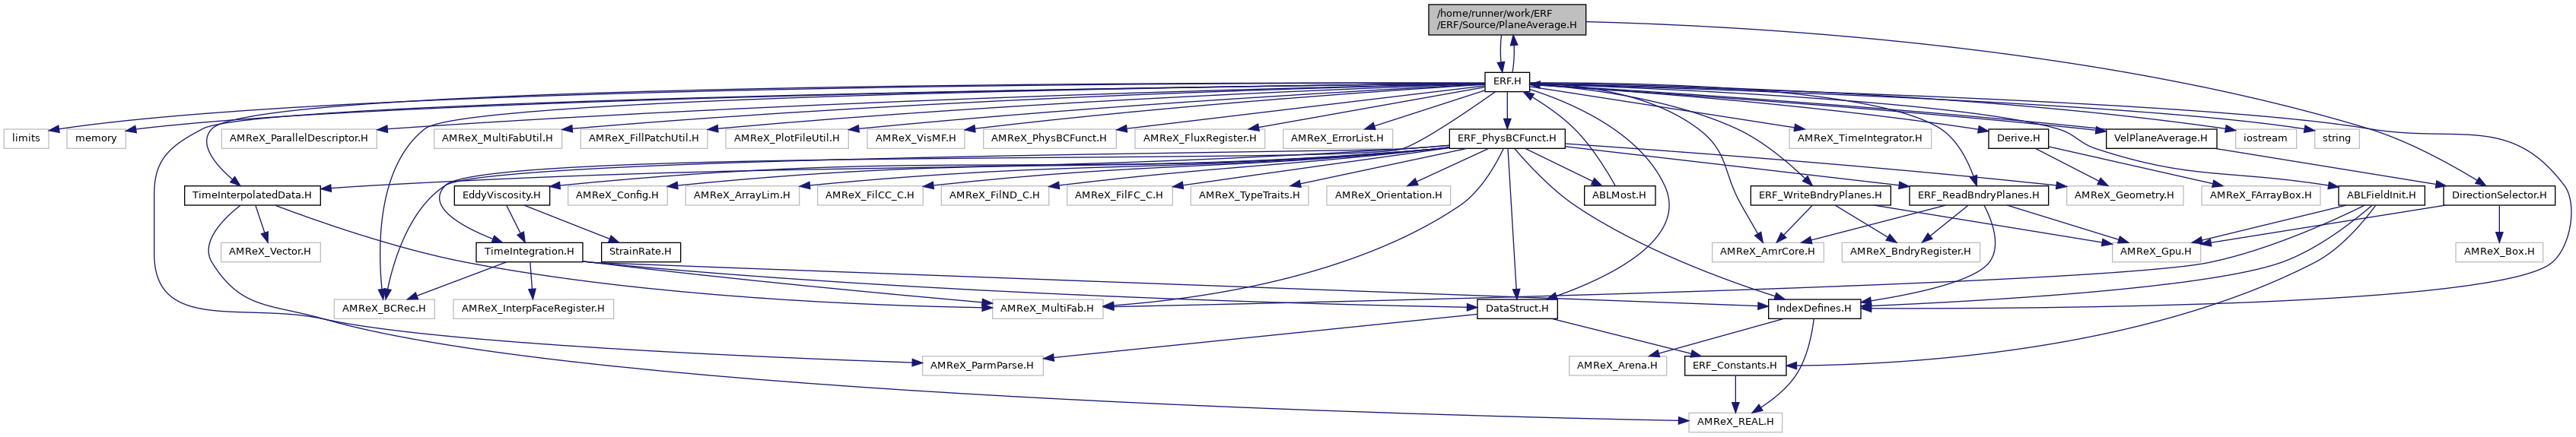 /home/runner/work/ERF
/ERF/Source/PlaneAverage.H
ERF.H
limits
memory
AMReX_ParallelDescriptor.H
AMReX_MultiFabUtil.H
AMReX_FillPatchUtil.H
AMReX_PlotFileUtil.H
AMReX_VisMF.H
AMReX_PhysBCFunct.H
AMReX_FluxRegister.H
AMReX_ErrorList.H
ERF_PhysBCFunct.H
AMReX_TimeIntegrator.H
Derive.H
VelPlaneAverage.H
iostream
string
TimeInterpolatedData.H
EddyViscosity.H
AMReX_Config.H
AMReX_ArrayLim.H
AMReX_FilCC_C.H
AMReX_FilND_C.H
AMReX_FilFC_C.H
AMReX_TypeTraits.H
AMReX_Orientation.H
ABLMost.H
ERF_WriteBndryPlanes.H
ERF_ReadBndryPlanes.H
AMReX_Geometry.H
AMReX_FArrayBox.H
ABLFieldInit.H
DirectionSelector.H
AMReX_Vector.H
TimeIntegration.H
StrainRate.H
AMReX_AmrCore.H
AMReX_BndryRegister.H
AMReX_Gpu.H
AMReX_Box.H
AMReX_BCRec.H
AMReX_InterpFaceRegister.H
AMReX_MultiFab.H
DataStruct.H
IndexDefines.H
AMReX_ParmParse.H
AMReX_Arena.H
ERF_Constants.H
AMReX_REAL.H